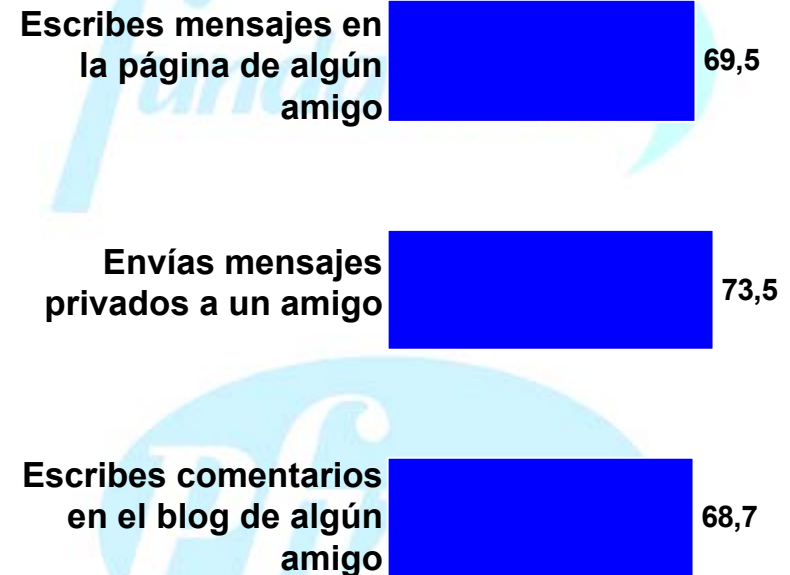 Escribes mensajes en
la página de algún
amigo
69,5
Envías mensajes
privados a un amigo
73,5
Escribes comentarios
en el blog de algún
amigo
68,7